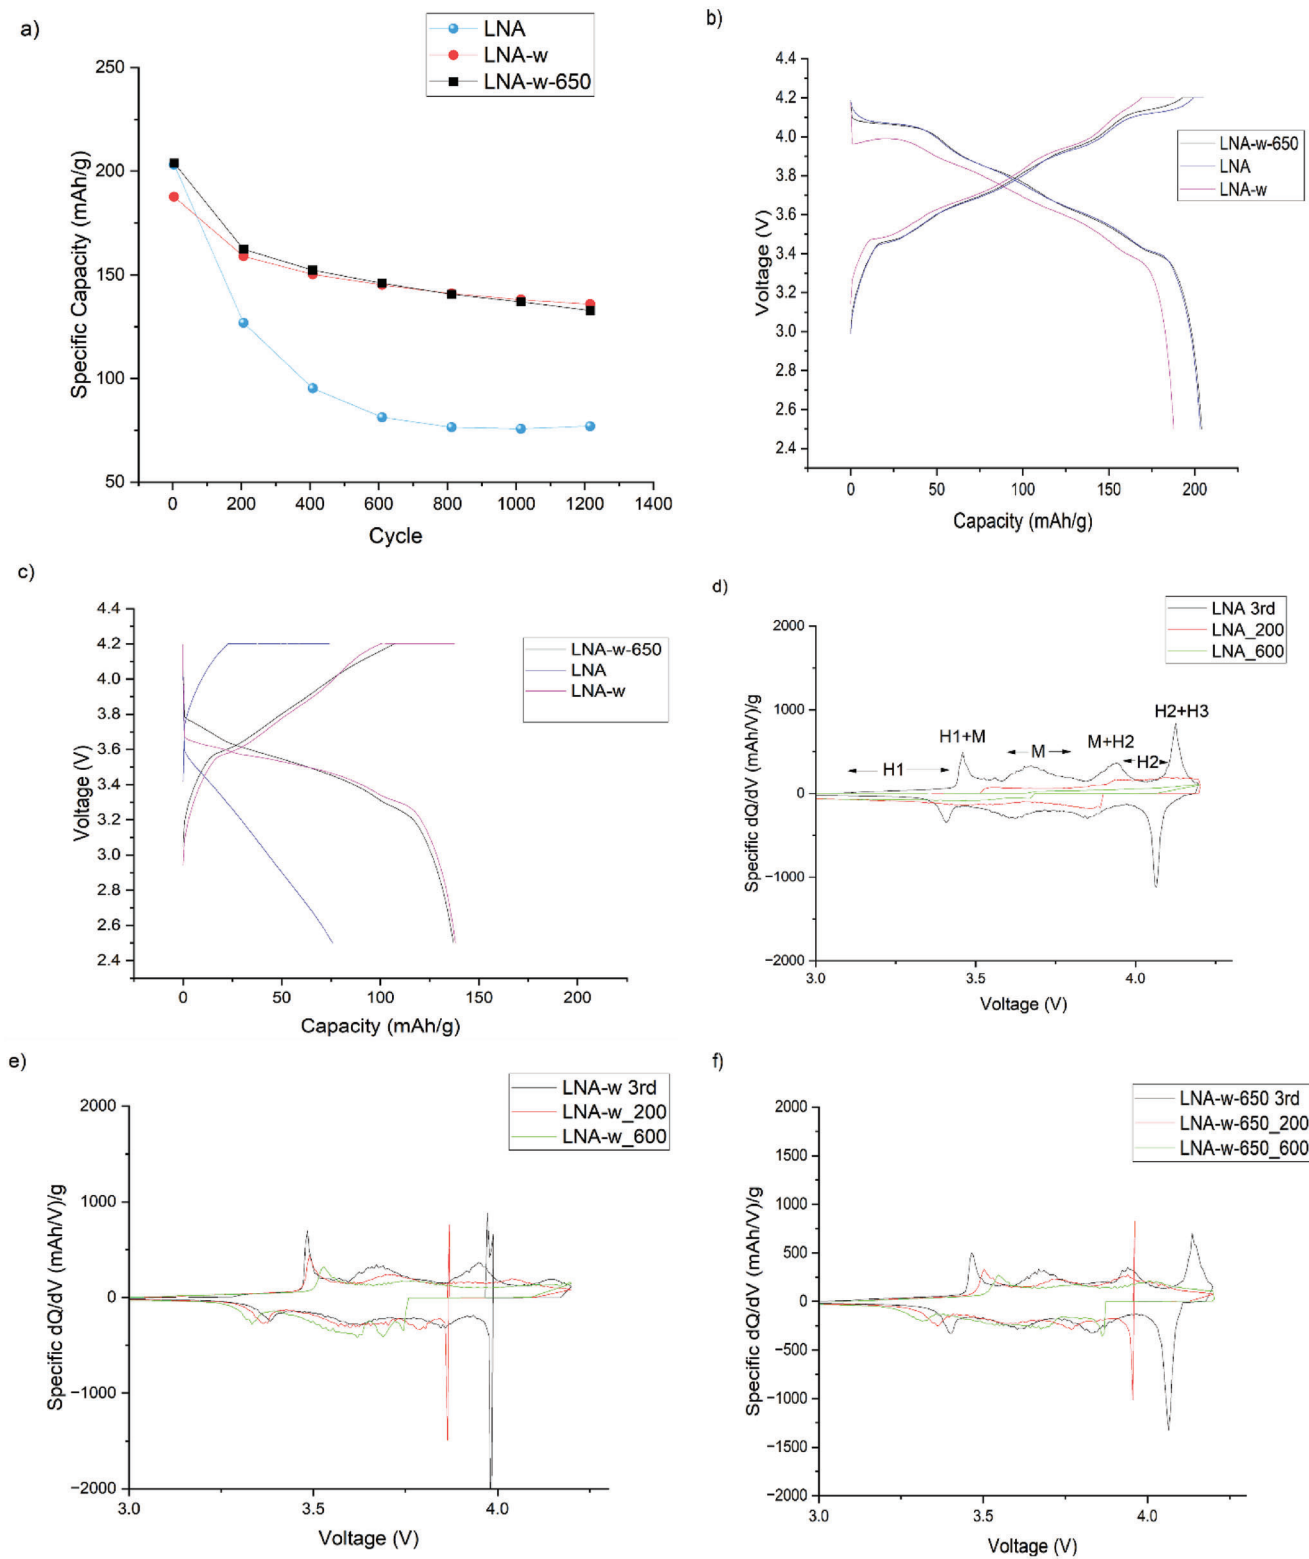 a)
LNA
LNA-w
LNA-w-650
250
200
150
100
50
Specific Capacity (mAh/g)
0 200 400 600 800 1000 1200 1400
Cycle
b)
4.4
4.2
4.0
3.8
3.6
3.4
3.2
3.0
2.8
2.6
2.4
Voltage (V)
LNA-w-650
LNA
LNA-w
0 50 100 150 200
Capacity (mAh/g)
c)
4.4
4.2
4.0
3.8
3.6
3.4
3.2
3.0
2.8
2.6
2.4
Voltage (V)
LNA-w-650
LNA
LNA-w
0 50 100 150 200
Capacity (mAh/g)
d)
LNA 3rd
LNA_200
LNA_600
2000
1000
0
−1000
−2000
Specific dQ/dV (mAh/V)/g
H2+H3
H1+M
M
M+H2
H2
H1
3.0 3.5 4.0
Voltage (V)
e)
LNA-w 3rd
LNA-w_200
LNA-w_600
2000
1000
0
−1000
−2000
Specific dQ/dV (mAh/V)/g
3.0 3.5 4.0
Voltage (V)
f)
LNA-w-650 3rd
LNA-w-650_200
LNA-w-650_600
2000
1500
1000
500
0
−500
−1000
−1500
−2000
Specific dQ/dV (mAh/V)/g
3.0 3.5 4.0
Voltage (V)